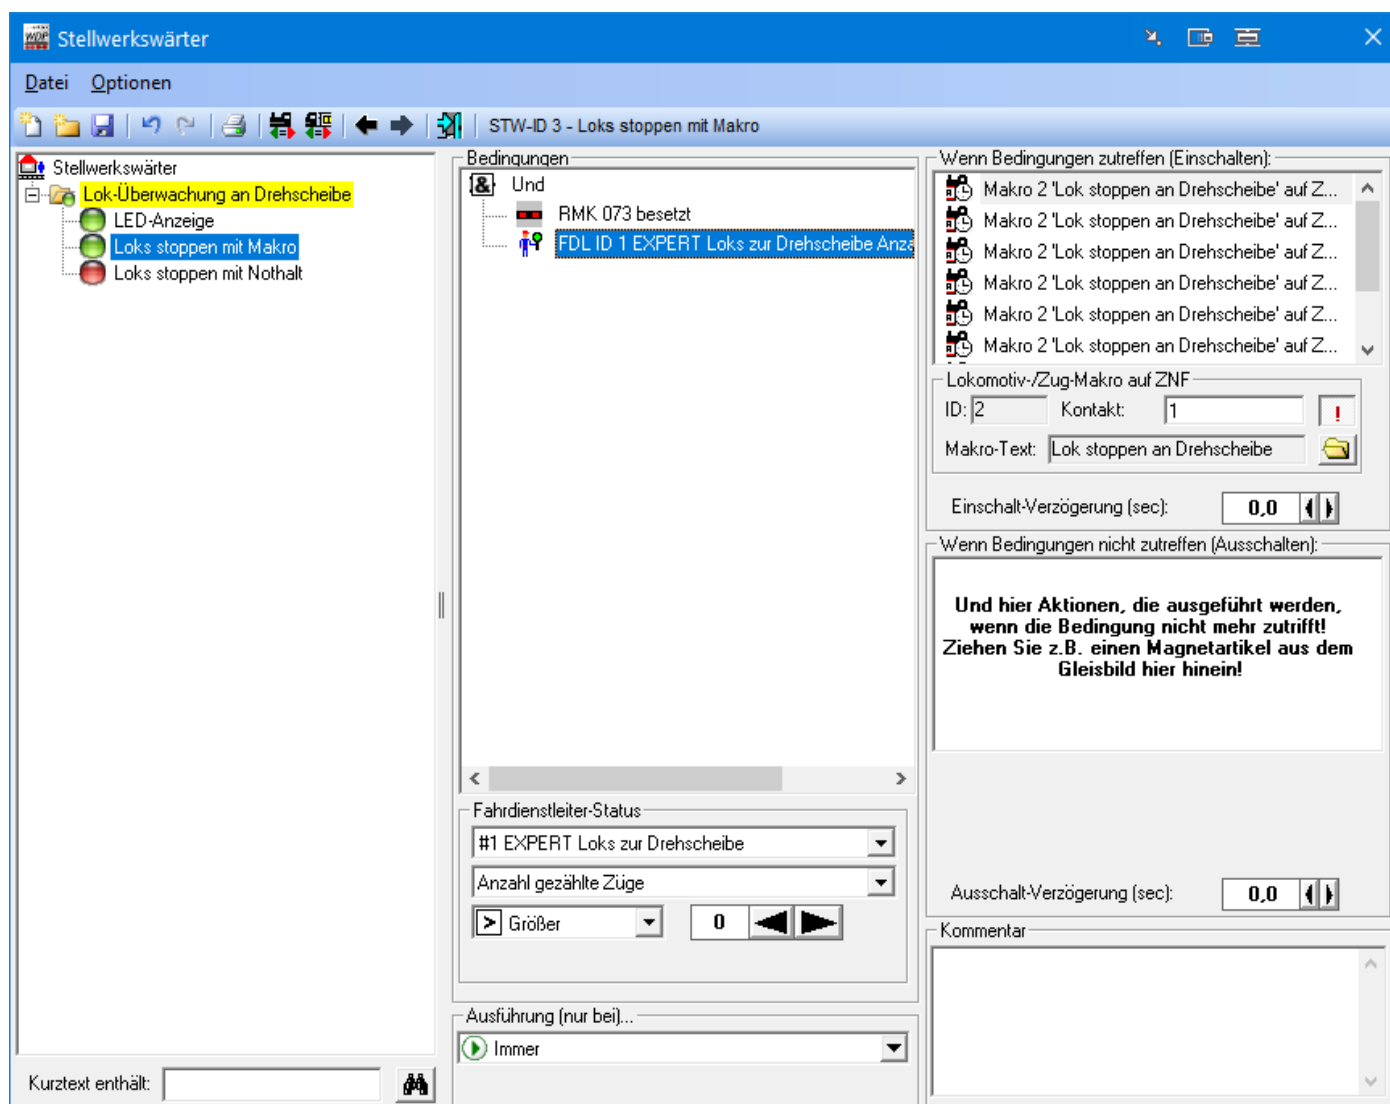 Stellwerkswärter
Datei Optionen
STW-ID 3 - Loks stoppen mit Makro
Stellwerkswärter
Lok-Überwachung an Drehscheibe
LED-Anzeige
Loks stoppen mit Makro
Loks stoppen mit Nothalt
Kurztext enthält:
Bedingungen
& Und
RMK 073 besetzt
FDL ID 1 EXPERT Loks zur Drehscheibe Anza
Fahrdienstleiter-Status
#1 EXPERT Loks zur Drehscheibe
Anzahl gezählte Züge
> Größer 0
Ausführung (nur bei)...
Immer
Wenn Bedingungen zutreffen (Einschalten):
Makro 2 'Lok stoppen an Drehscheibe' auf Z...
Makro 2 'Lok stoppen an Drehscheibe' auf Z...
Makro 2 'Lok stoppen an Drehscheibe' auf Z...
Makro 2 'Lok stoppen an Drehscheibe' auf Z...
Makro 2 'Lok stoppen an Drehscheibe' auf Z...
Makro 2 'Lok stoppen an Drehscheibe' auf Z...
Lokomotiv-/Zug-Makro auf ZNF
ID: 2 Kontakt: 1 !
Makro-Text: Lok stoppen an Drehscheibe
Einschalt-Verzögerung (sec): 0,0
Wenn Bedingungen nicht zutreffen (Ausschalten):
Und hier Aktionen, die ausgeführt werden,
wenn die Bedingung nicht mehr zutrifft!
Ziehen Sie z.B. einen Magnetartikel aus dem
Gleisbild hier hinein!
Ausschalt-Verzögerung (sec): 0,0
Kommentar